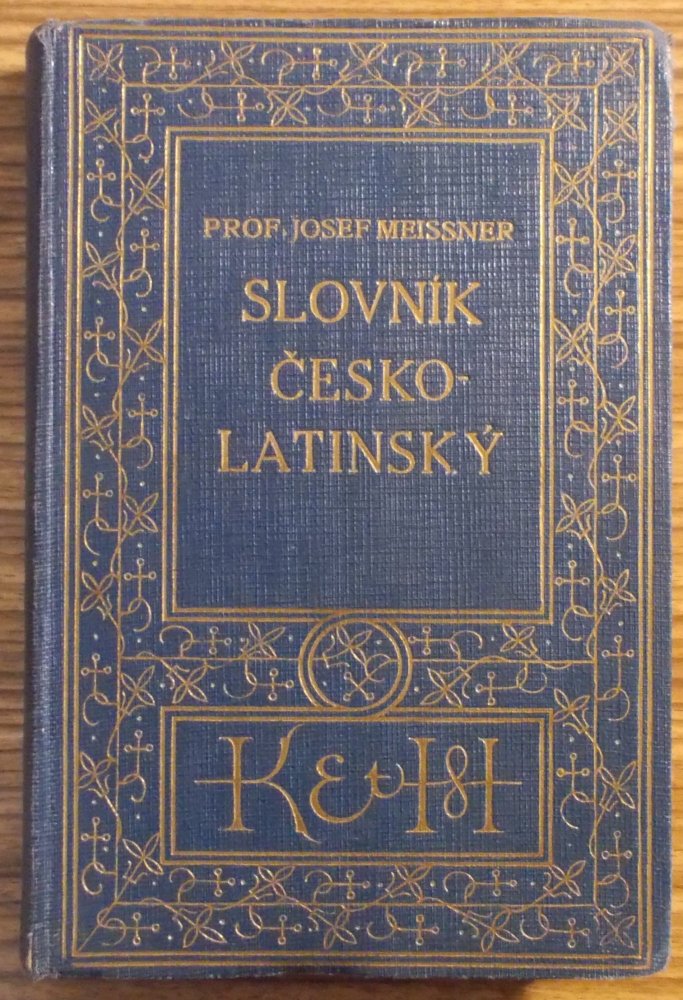 PROF. JOSEF MEISSNER
SLOVNÍK
ČESKO-
LATINSKÝ
K Et H